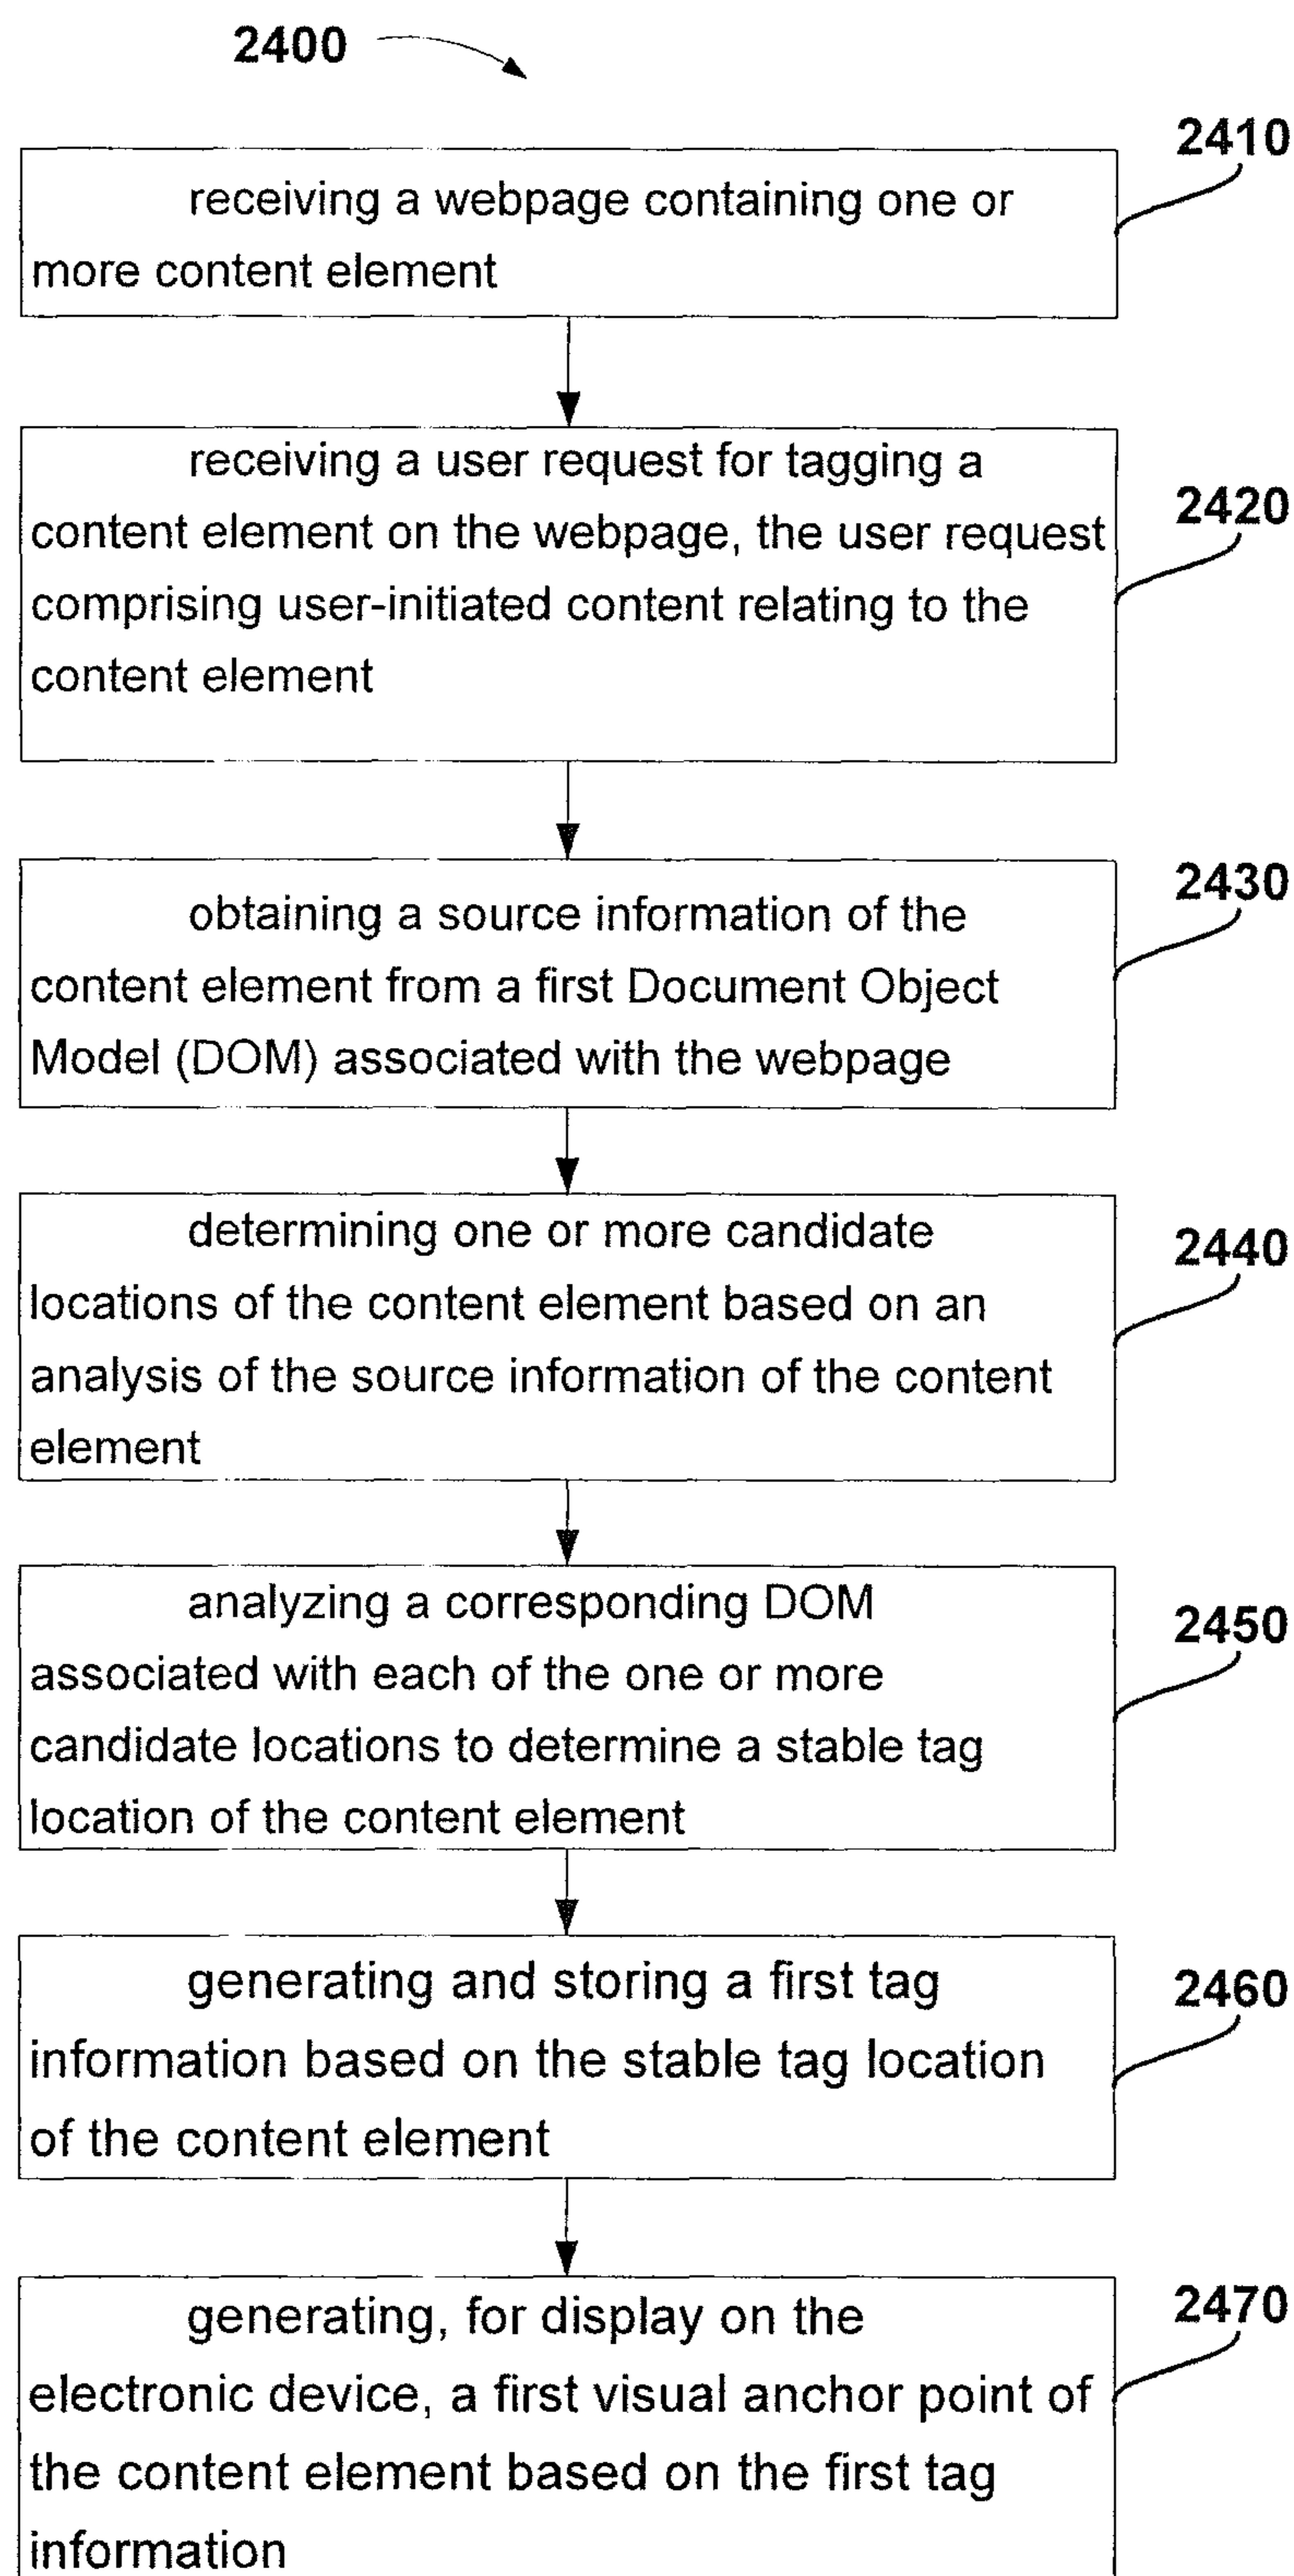 2400
2410
receiving a webpage containing one or
more content element
2420
receiving a user request for tagging a
content element on the webpage, the user request
comprising user-initiated content relating to the
content element
2430
obtaining a source information of the
content element from a first Document Object
Model (DOM) associated with the webpage
2440
determining one or more candidate
locations of the content element based on an
analysis of the source information of the content
element
2450
analyzing a corresponding DOM
associated with each of the one or more
candidate locations to determine a stable tag
location of the content element
2460
generating and storing a first tag
information based on the stable tag location
of the content element
2470
generating, for display on the
electronic device, a first visual anchor point of
the content element based on the first tag
information